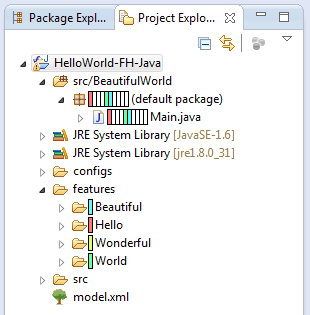 Package Expl...
Project Explo...
HelloWorld-FH-Java
src/BeautifulWorld
(default package)
Main.java
JRE System Library [JavaSE-1.6]
JRE System Library [jre1.8.0_31]
configs
features
Beautiful
Hello
Wonderful
World
src
model.xml